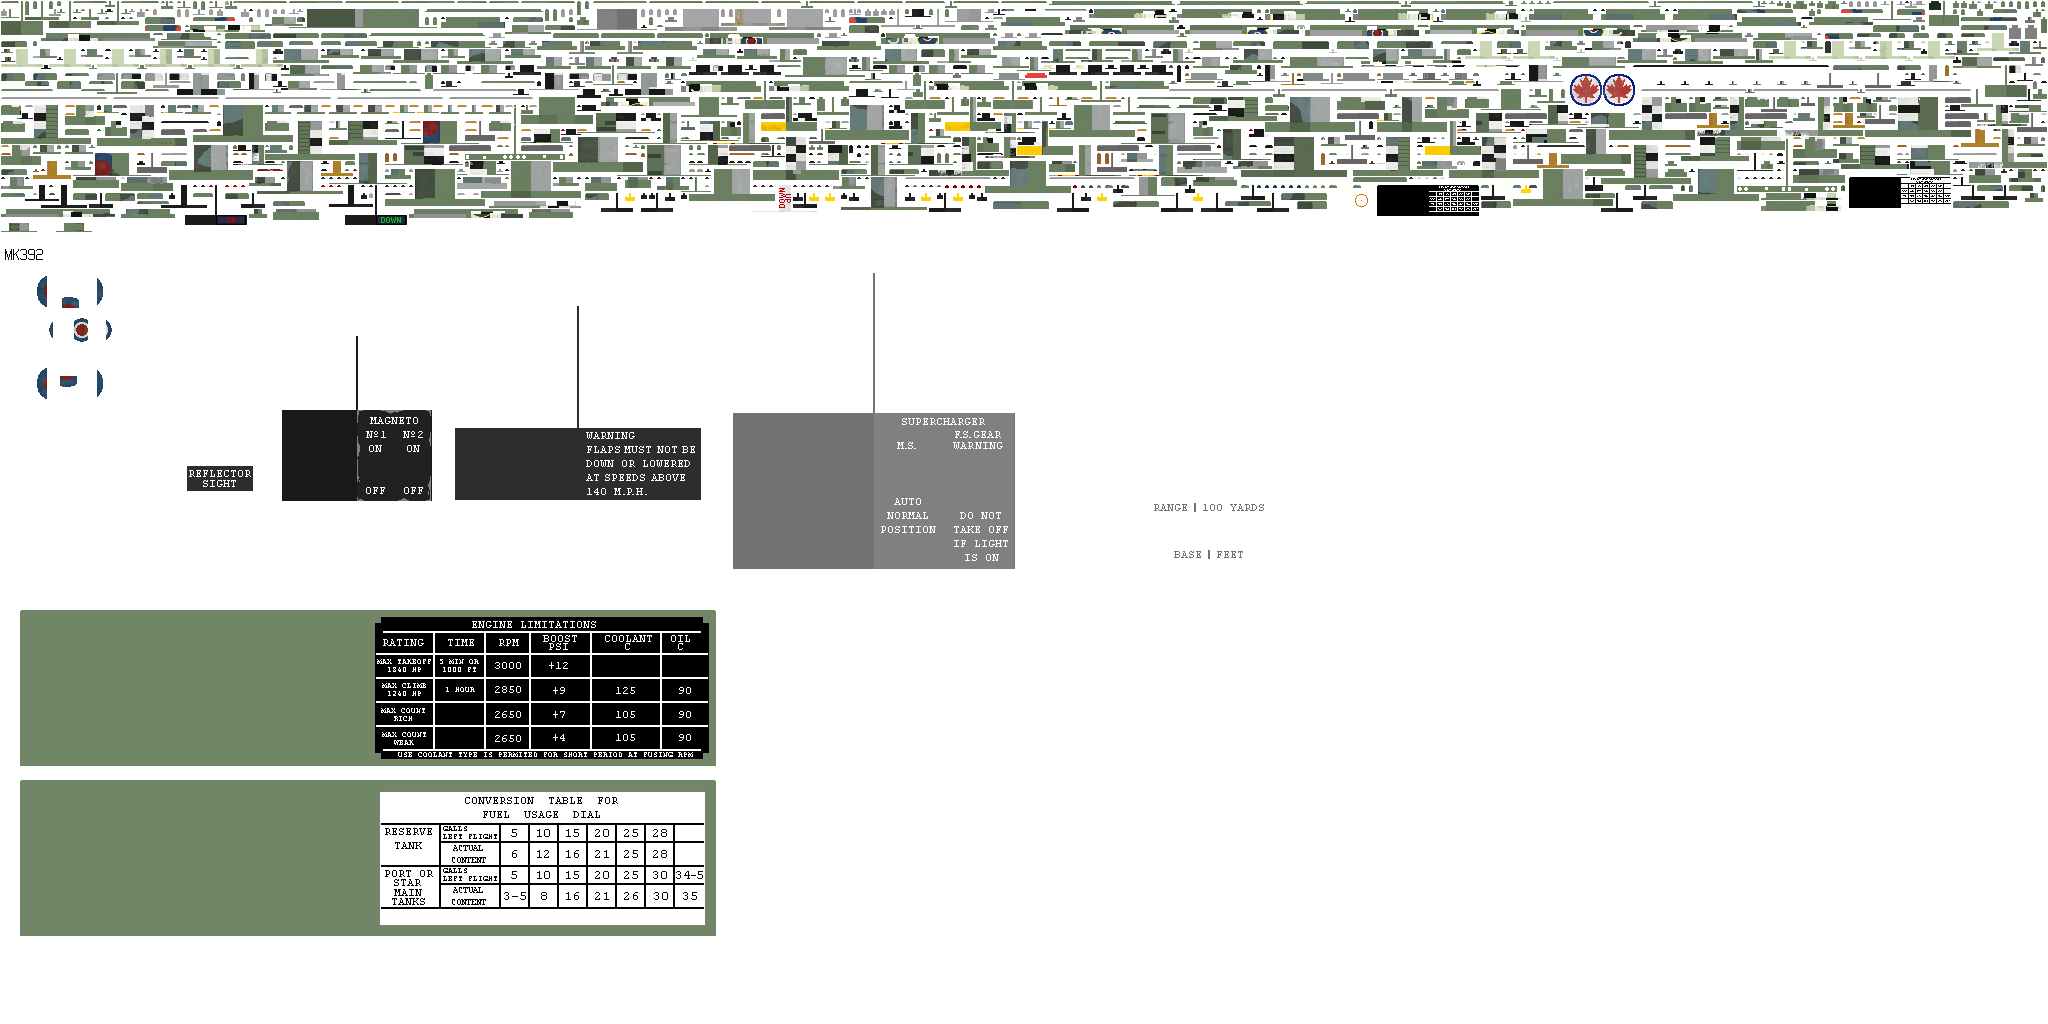 UP
DOWN
DOWN
MK392
REFLECTOR
SIGHT
MAGNETO
Nº1 Nº2
ON ON
OFF OFF
WARNING
FLAPS MUST NOT BE
DOWN OR LOWERED
AT SPEEDS ABOVE
140 M.P.H.
SUPERCHARGER
F.S. GEAR
M.S. WARNING
AUTO
NORMAL DO NOT
POSITION TAKE OFF
IF LIGHT
IS ON
RANGE | 100 YARDS
BASE | FEET
ENGINE LIMITATIONS
RATING TIME RPM BOOST PSI COOLANT C OIL C
MAX TAKEOFF 1240 HP 5 MIN OR 1000 FT 3000 +12
MAX CLIMB 1240 HP 1 HOUR 2850 +9 125 90
MAX COUNT RICH 2650 +7 105 90
MAX COUNT WEAK 2650 +4 105 90
USE COOLANT TYPE IS PERMITED FOR SHORT PERIOD AT FUSING RPM
CONVERSION TABLE FOR
FUEL USAGE DIAL
RESERVE TANK GALLS LEFT FLIGHT 5 10 15 20 25 28
ACTUAL CONTENT 6 12 16 21 25 28
PORT OR STAR MAIN TANKS GALLS LEFT FLIGHT 5 10 15 20 25 30 34-5
ACTUAL CONTENT 3-5 8 16 21 26 30 35